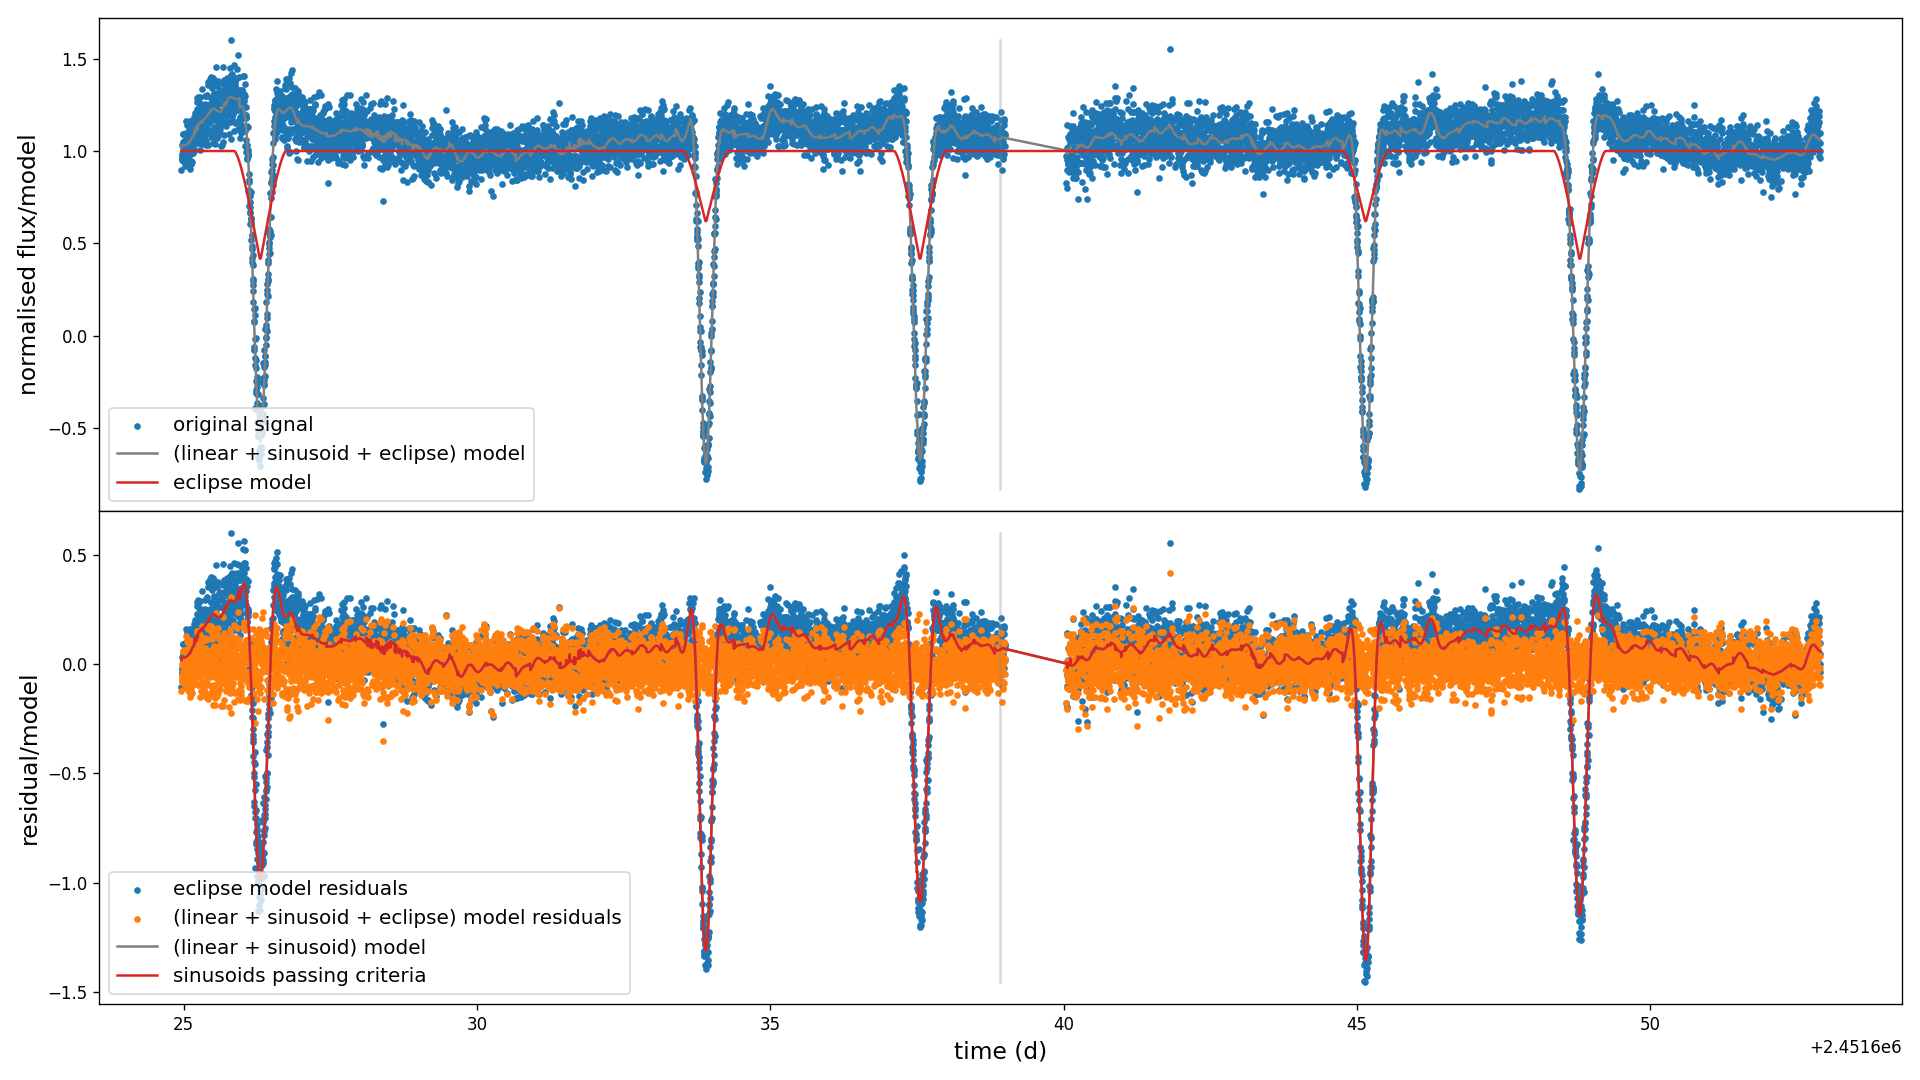 normalised flux/model
1.5
1.0
0.5
0.0
−0.5
original signal
(linear + sinusoid + eclipse) model
eclipse model
residual/model
0.5
0.0
−0.5
−1.0
−1.5
eclipse model residuals
(linear + sinusoid + eclipse) model residuals
(linear + sinusoid) model
sinusoids passing criteria
25 30 35 40 45 50
time (d)
+2.4516e6